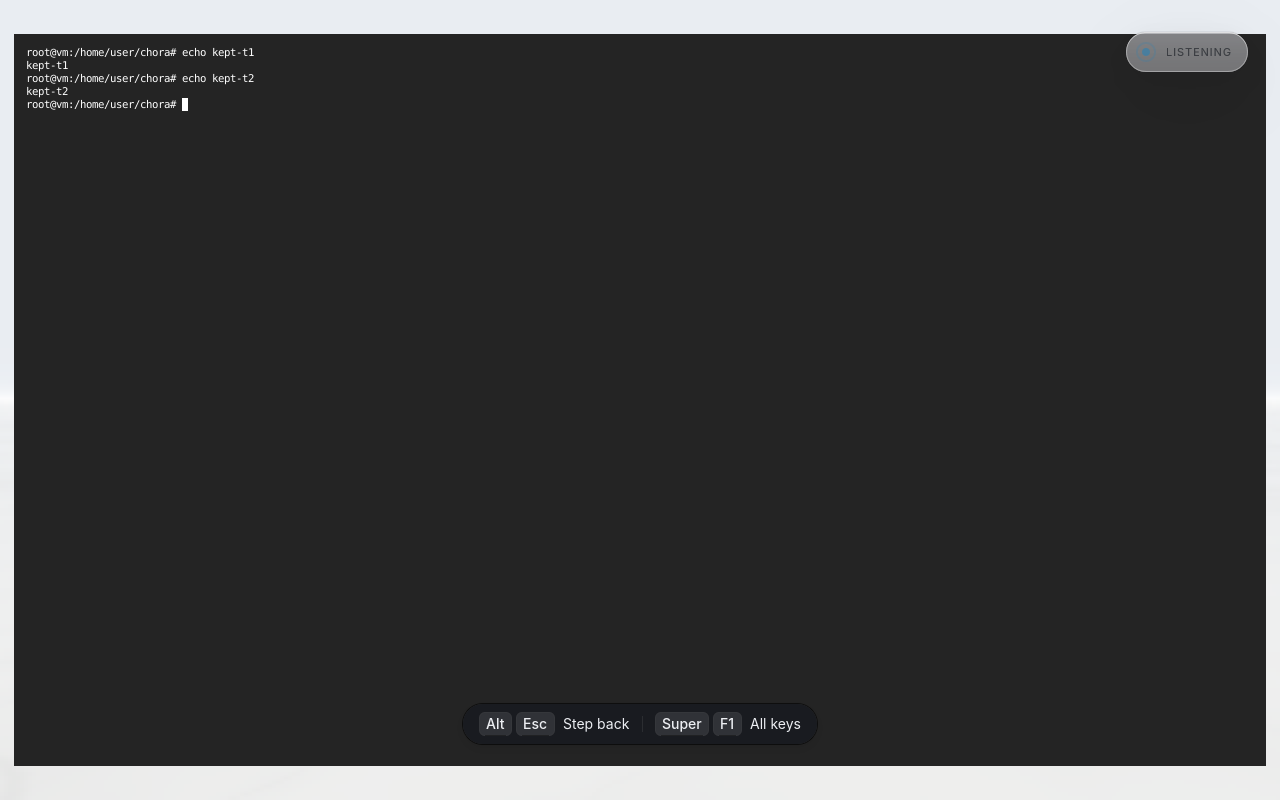 root@vm:/home/user/chora# echo kept-t1
kept-t1
root@vm:/home/user/chora# echo kept-t2
kept-t2
root@vm:/home/user/chora#
LISTENING
Alt Esc Step back Super F1 All keys